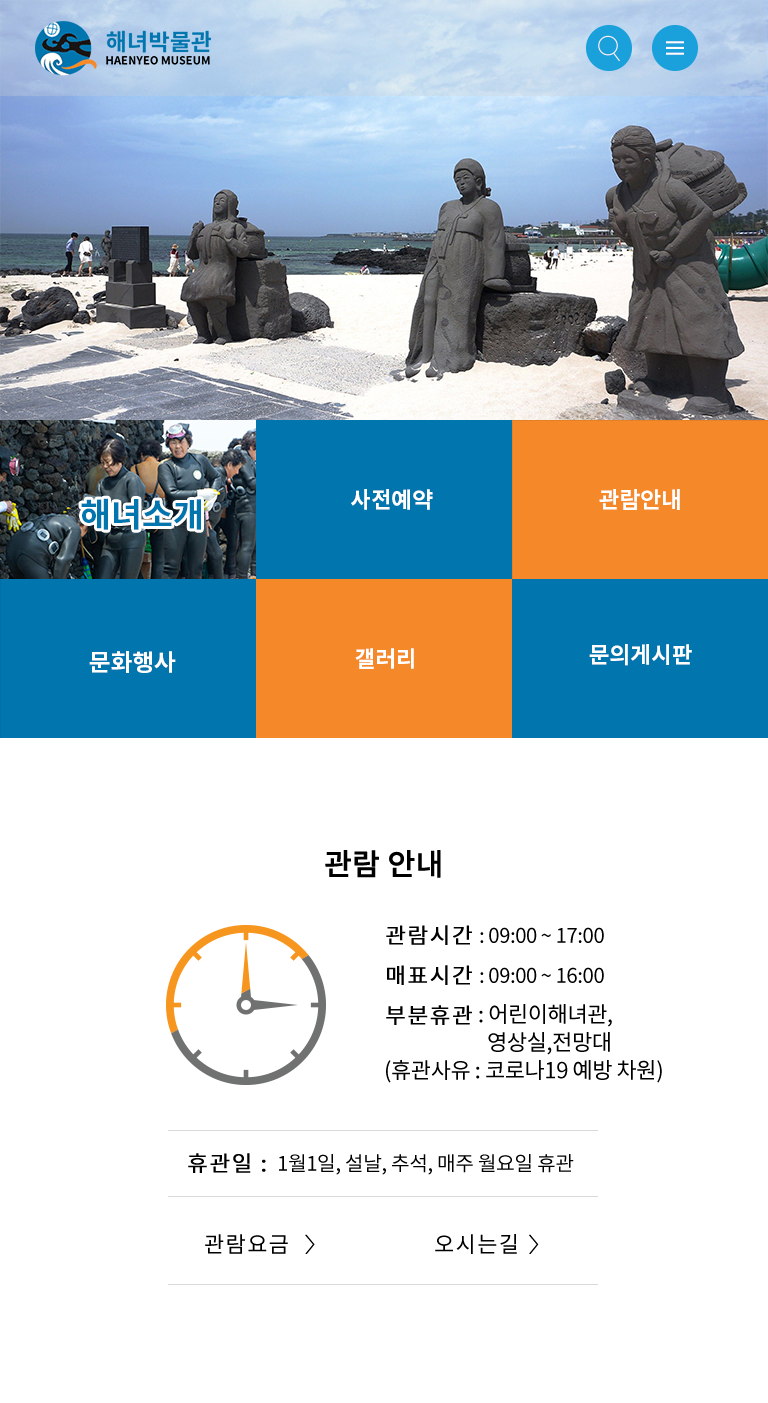 해녀박물관
HAENYEO MUSEUM
해녀소개
사전예약
관람안내
문화행사
갤러리
문의게시판
관람 안내
관람시간 : 09:00 ~ 17:00
매표시간 : 09:00 ~ 16:00
부분휴관 : 어린이해녀관,
영상실,전망대
(휴관사유 : 코로나19 예방 차원)
휴관일 : 1월1일, 설날, 추석, 매주 월요일 휴관
관람요금 〉
오시는길 〉